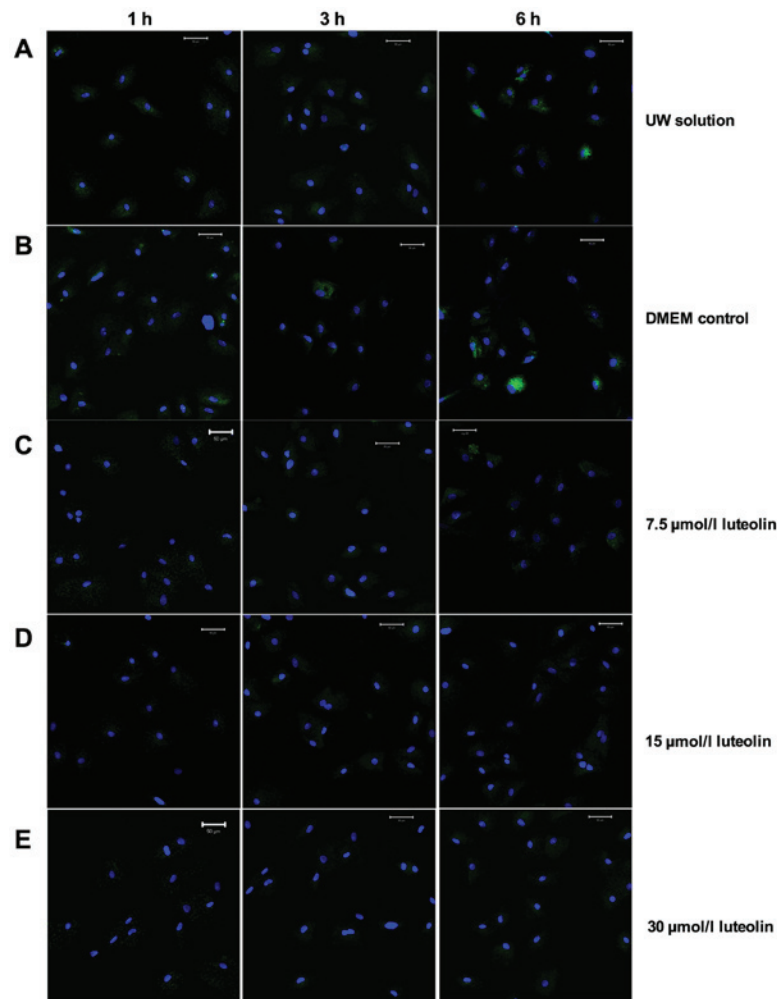 1 h 3 h 6 h
A
UW solution
B
DMEM control
C
50 µm
7.5 µmol/l luteolin
D
15 µmol/l luteolin
E
50 µm
30 µmol/l luteolin